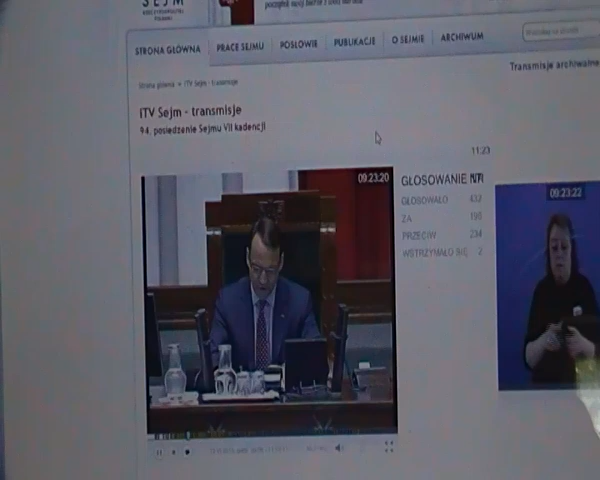 SEJM
RZECZYPOSPOLITEJ
POLSKIEJ
STRONA GŁÓWNA
PRACE SEJMU
POSŁOWIE
PUBLIKACJE
O SEJMIE
ARCHIWUM
Transmisje archiwalne
Strona główna > ITV Sejm - transmisje
ITV Sejm - transmisje
94. posiedzenie Sejmu VII kadencji
11:23
09:23:20
GŁOSOWANIE
GŁOSOWAŁO 432
ZA 196
PRZECIW 234
WSTRZYMAŁO SIĘ 2
09:23:22